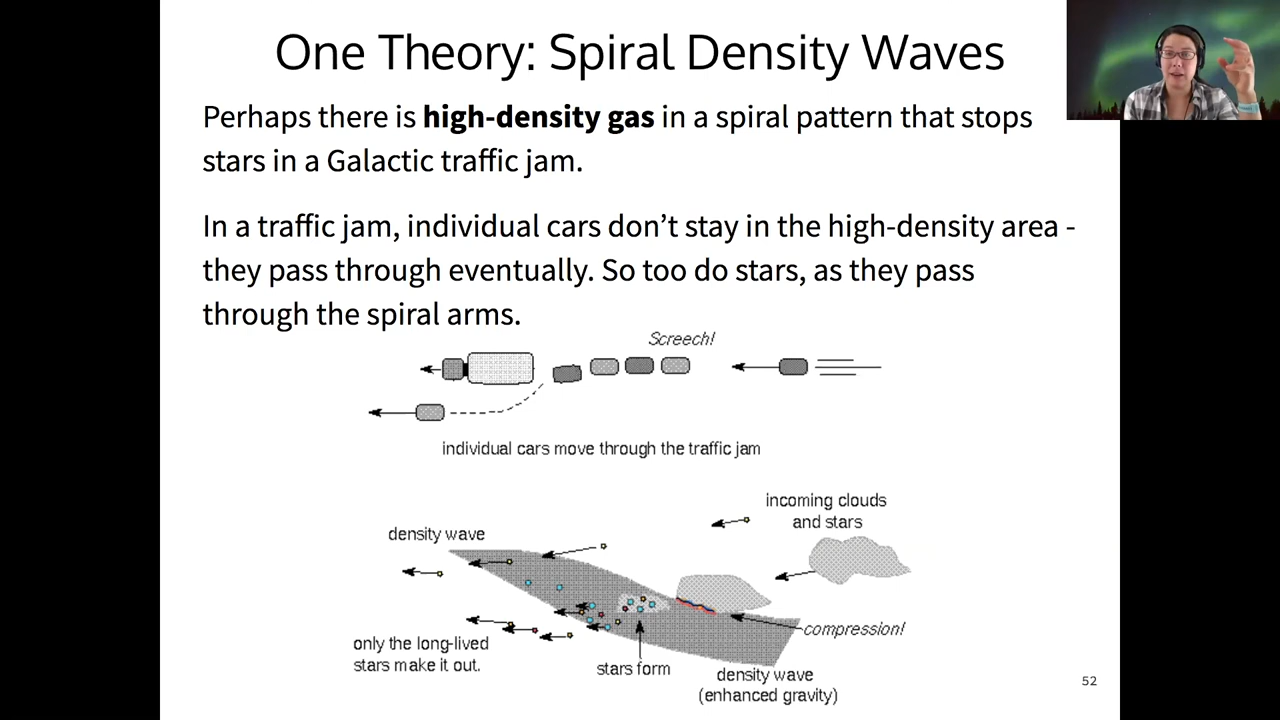 One Theory: Spiral Density Waves
Perhaps there is high-density gas in a spiral pattern that stops
stars in a Galactic traffic jam.
In a traffic jam, individual cars don’t stay in the high-density area -
they pass through eventually. So too do stars, as they pass
through the spiral arms.
Screech!
individual cars move through the traffic jam
incoming clouds
and stars
density wave
compression!
only the long-lived
stars make it out.
stars form
density wave
(enhanced gravity)
52